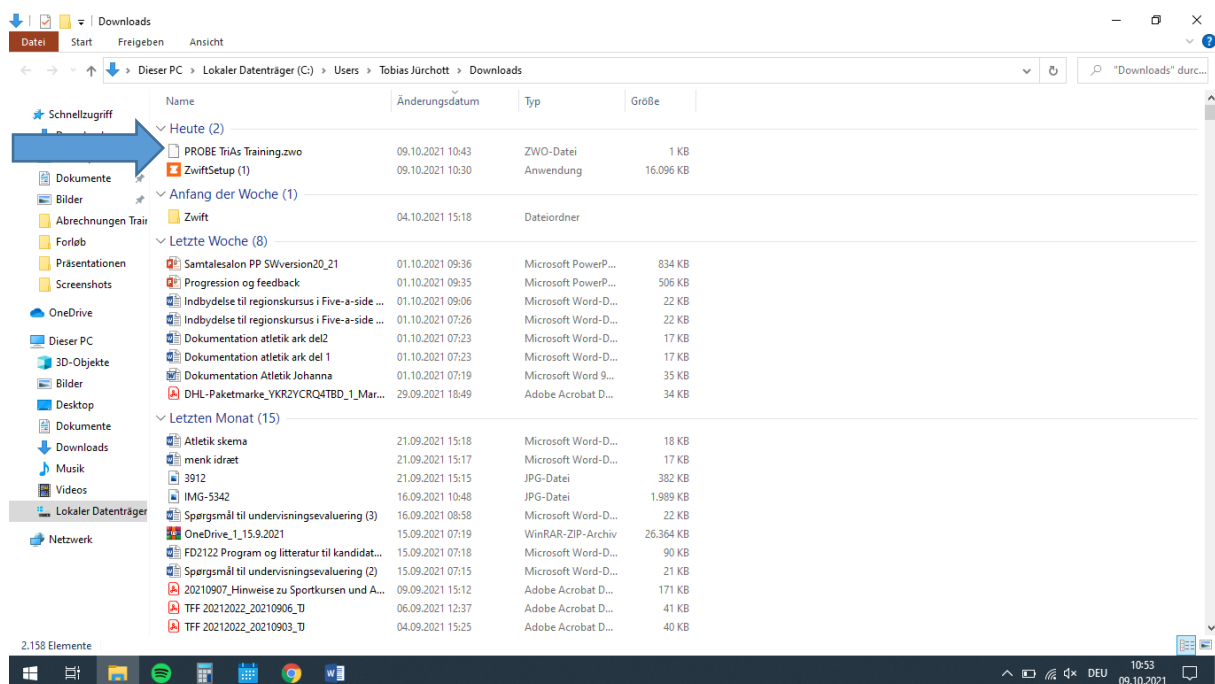 Downloads
Datei Start Freigeben Ansicht
Dieser PC › Lokaler Datenträger (C:) › Users › Tobias Jürchott › Downloads
"Downloads" durc...
Name Änderungsdatum Typ Größe
Schnellzugriff
Dokumente
Bilder
Abrechnungen Train
Forløb
Präsentationen
Screenshots
OneDrive
Dieser PC
3D-Objekte
Bilder
Desktop
Dokumente
Downloads
Musik
Videos
Lokaler Datenträger
Netzwerk
Heute (2)
PROBE TriAs Training.zwo 09.10.2021 10:43 ZWO-Datei 1 KB
ZwiftSetup (1) 09.10.2021 10:30 Anwendung 16.096 KB
Anfang der Woche (1)
Zwift 04.10.2021 15:18 Dateiordner
Letzte Woche (8)
Samtalesalon PP SWversion20_21 01.10.2021 09:36 Microsoft PowerP... 834 KB
Progression og feedback 01.10.2021 09:35 Microsoft PowerP... 506 KB
Indbydelse til regionskursus i Five-a-side ... 01.10.2021 09:06 Microsoft Word-D... 22 KB
Indbydelse til regionskursus i Five-a-side ... 01.10.2021 07:26 Microsoft Word-D... 22 KB
Dokumentation atletik ark del2 01.10.2021 07:23 Microsoft Word-D... 17 KB
Dokumentation atletik ark del 1 01.10.2021 07:23 Microsoft Word-D... 17 KB
Dokumentation Atletik Johanna 01.10.2021 07:19 Microsoft Word 9... 35 KB
DHL-Paketmarke_YKR2YCRQ4TBD_1_Mar... 29.09.2021 18:49 Adobe Acrobat D... 34 KB
Letzten Monat (15)
Atletik skema 21.09.2021 15:18 Microsoft Word-D... 18 KB
menk idræt 21.09.2021 15:17 Microsoft Word-D... 17 KB
3912 21.09.2021 15:15 JPG-Datei 382 KB
IMG-5342 16.09.2021 10:48 JPG-Datei 1.989 KB
Spørgsmål til undervisningsevaluering (3) 16.09.2021 08:58 Microsoft Word-D... 22 KB
OneDrive_1_15.9.2021 15.09.2021 07:19 WinRAR-ZIP-Archiv 26.364 KB
FD2122 Program og litteratur til kandidat... 15.09.2021 07:18 Microsoft Word-D... 90 KB
Spørgsmål til undervisningsevaluering (2) 15.09.2021 07:15 Microsoft Word-D... 21 KB
20210907_Hinweise zu Sportkursen und A... 09.09.2021 15:12 Adobe Acrobat D... 171 KB
TFF 20212022_20210906_TJ 06.09.2021 12:37 Adobe Acrobat D... 41 KB
TFF 20212022_20210903_TJ 04.09.2021 15:25 Adobe Acrobat D... 40 KB
2.158 Elemente
DEU
10:53
09.10.2021